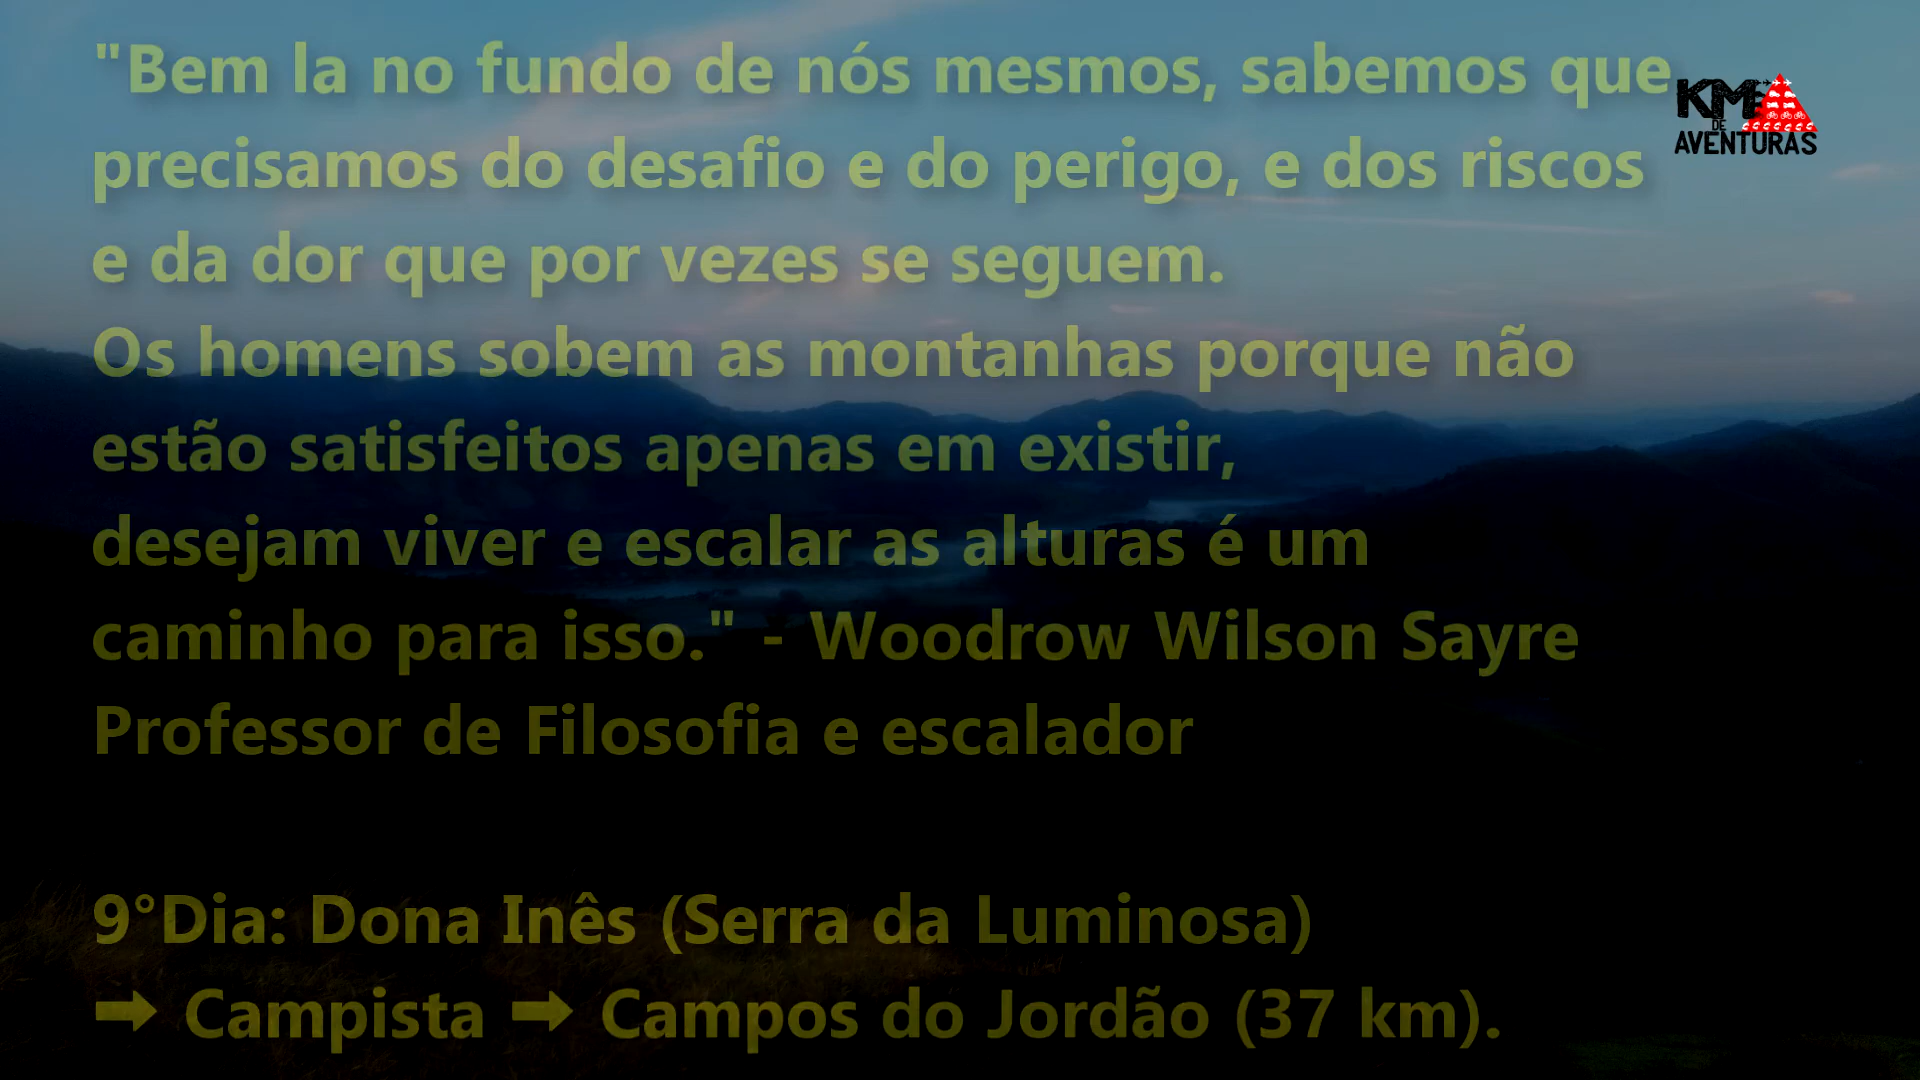 "Bem la no fundo de nós mesmos, sabemos que
precisamos do desafio e do perigo, e dos riscos
e da dor que por vezes se seguem.
Os homens sobem as montanhas porque não
estão satisfeitos apenas em existir,
desejam viver e escalar as alturas é um
caminho para isso." - Woodrow Wilson Sayre
Professor de Filosofia e escalador
9°Dia: Dona Inês (Serra da Luminosa)
➡ Campista ➡ Campos do Jordão (37 km).
KM
DE
AVENTURAS